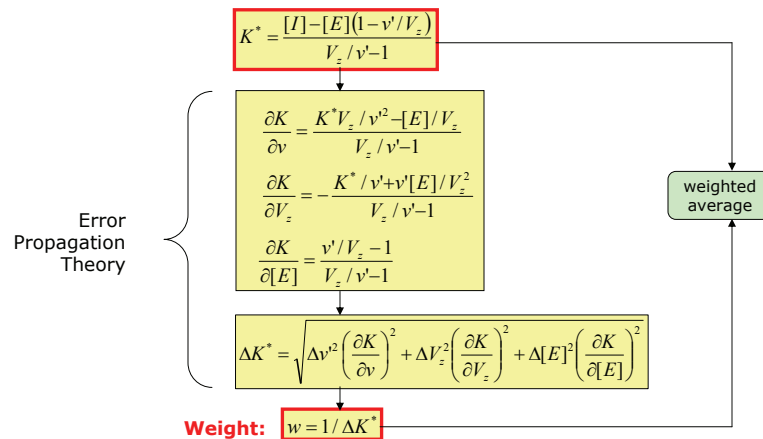 K* = [I]−[E](1−v'/V_z) / V_z/v'−1
∂K/∂v = K*V_z/v'²−[E]/V_z / V_z/v'−1
∂K/∂V_z = − K*/v'+v'[E]/V_z² / V_z/v'−1
∂K/∂[E] = v'/V_z −1 / V_z/v'−1
Error
Propagation
Theory
weighted
average
ΔK* = √(Δv'²(∂K/∂v)² + ΔV_z²(∂K/∂V_z)² + Δ[E]²(∂K/∂[E])²)
Weight: w = 1/ΔK*